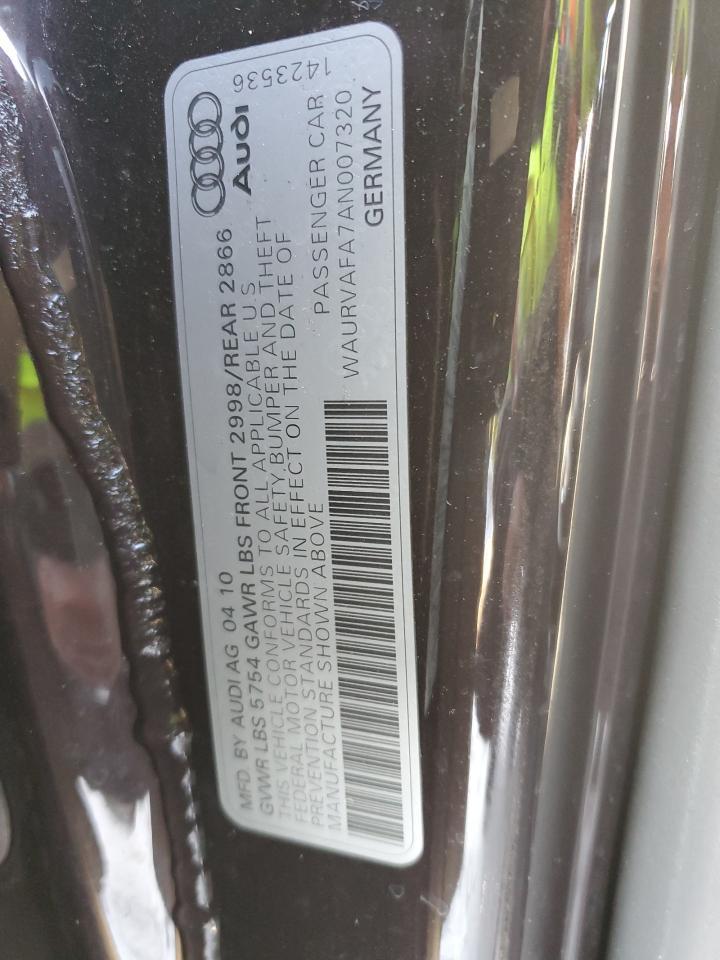 MFD. BY AUDI AG 04 10
GVWR LBS 5754 GAWR LBS FRONT 2998/REAR 2866
THIS VEHICLE CONFORMS TO ALL APPLICABLE U.S
FEDERAL MOTOR VEHICLE SAFETY, BUMPER AND THEFT
PREVENTION STANDARDS IN EFFECT ON THE DATE OF
MANUFACTURE SHOWN ABOVE
PASSENGER CAR
WAURVAFA7AN007320
GERMANY
Audi
1423536